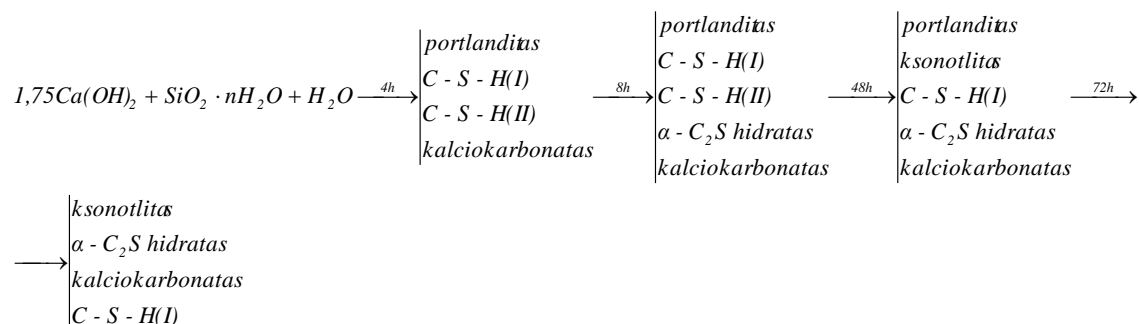 1,75Ca(OH)₂ + SiO₂ · nH₂O + H₂O
4h
portlanditas
C - S - H(I)
C - S - H(II)
kalciokarbonatas
8h
portlanditas
C - S - H(I)
C - S - H(II)
α - C₂S hidratas
kalciokarbonatas
48h
portlanditas
ksonotlitas
C - S - H(I)
α - C₂S hidratas
kalciokarbonatas
72h
ksonotlitas
α - C₂S hidratas
kalciokarbonatas
C - S - H(I)